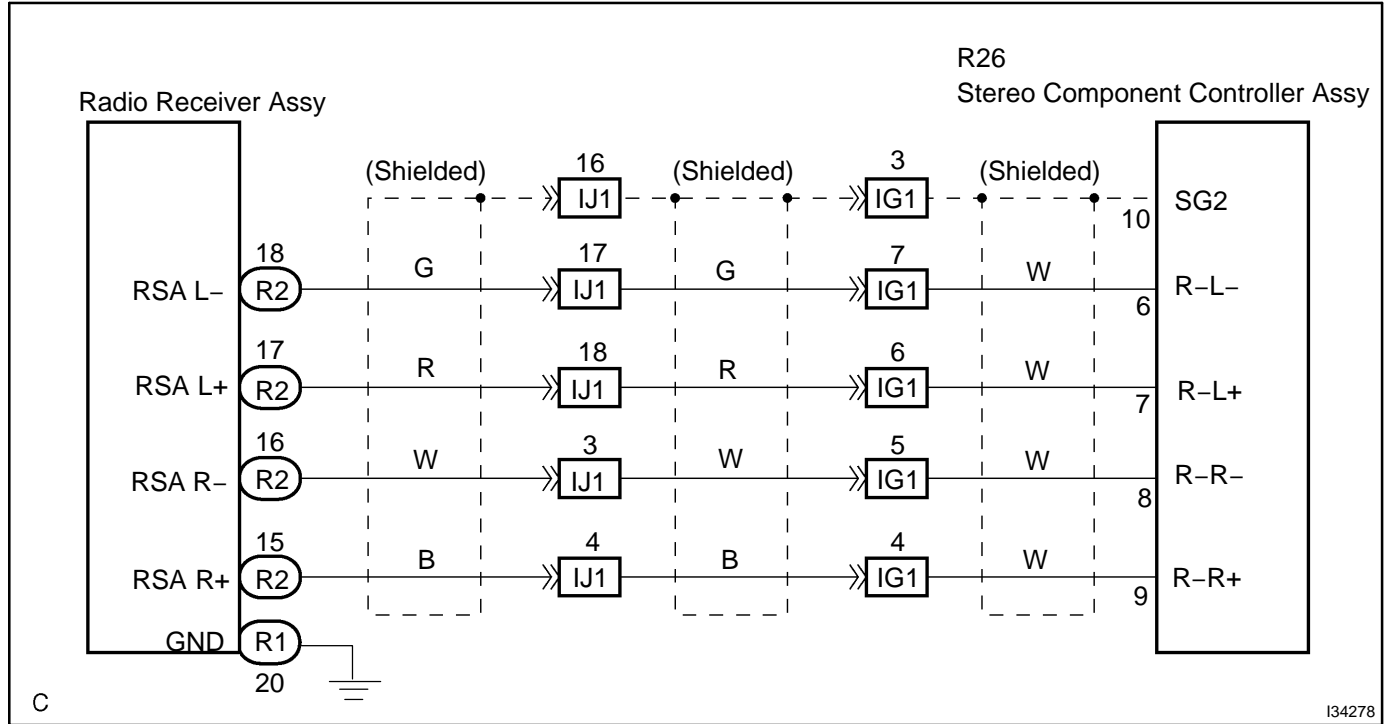 R26
Stereo Component Controller Assy
Radio Receiver Assy
(Shielded) 16 (Shielded) 3 (Shielded)
IJ1 IG1 10 SG2
18 G 17 G 7 W
RSA L− R2 IJ1 IG1 6 R−L−
17 R 18 R 6 W
RSA L+ R2 IJ1 IG1 7 R−L+
16 W 3 W 5 W
RSA R− R2 IJ1 IG1 8 R−R−
15 B 4 B 4 W
RSA R+ R2 IJ1 IG1 9 R−R+
GND R1
20
C I34278